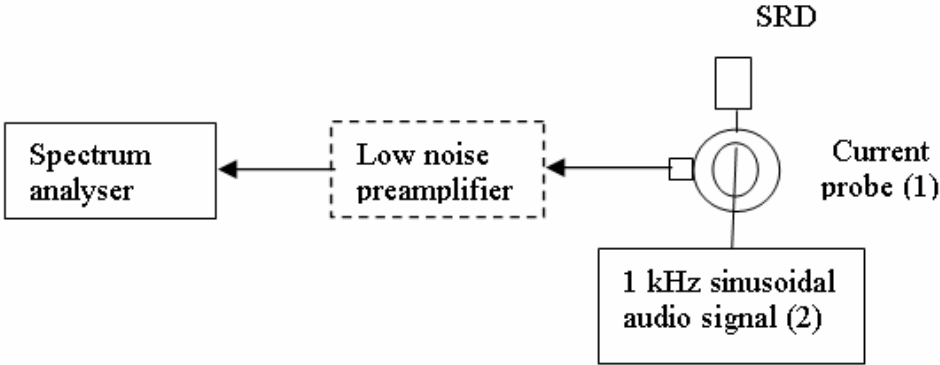 SRD
Spectrum
analyser
Low noise
preamplifier
Current
probe (1)
1 kHz sinusoidal
audio signal (2)